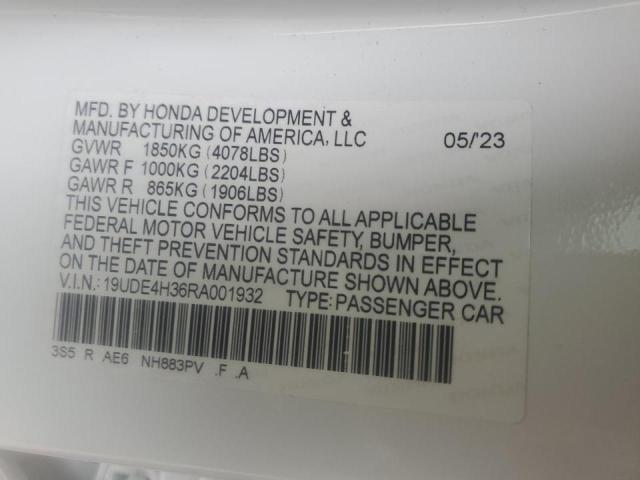 MFD. BY HONDA DEVELOPMENT &
MANUFACTURING OF AMERICA, LLC 05/'23
GVWR 1850KG (4078LBS)
GAWR F 1000KG (2204LBS)
GAWR R 865KG (1906LBS)
THIS VEHICLE CONFORMS TO ALL APPLICABLE
FEDERAL MOTOR VEHICLE SAFETY, BUMPER,
AND THEFT PREVENTION STANDARDS IN EFFECT
ON THE DATE OF MANUFACTURE SHOWN ABOVE.
V.I.N.: 19UDE4H36RA001932 TYPE: PASSENGER CAR
3S5 R AE6 NH883PV .F .A